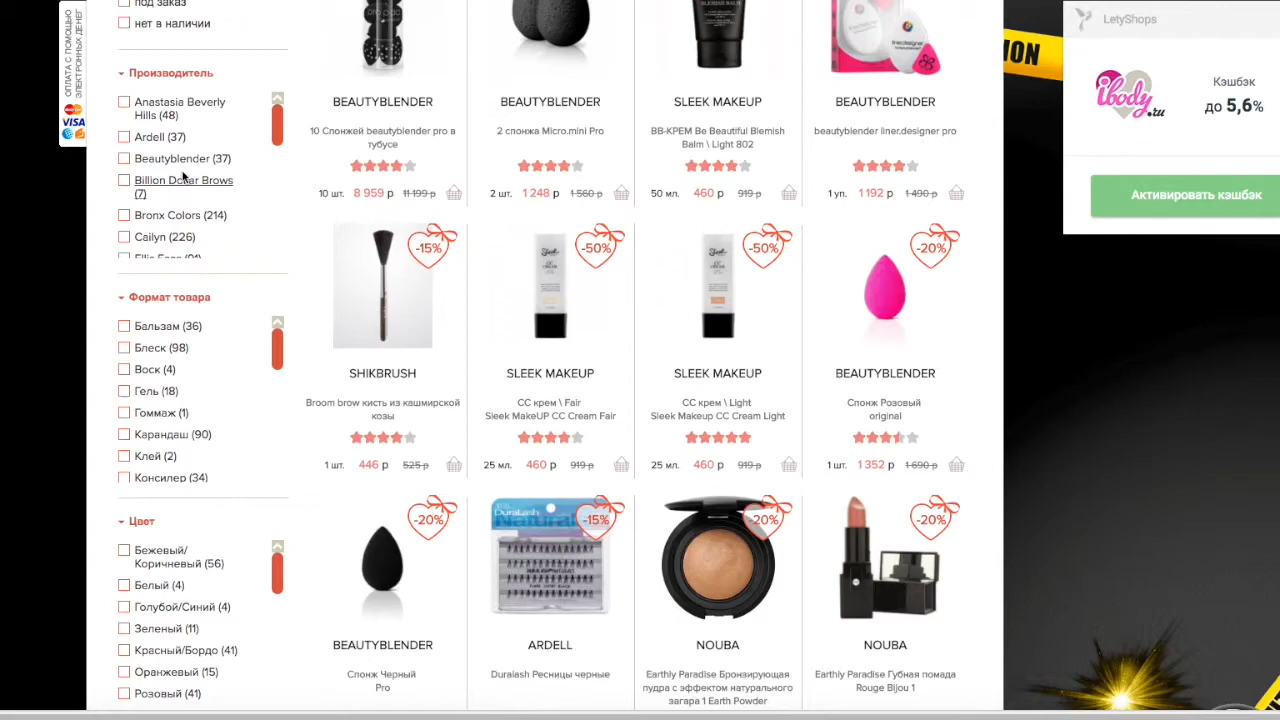 под заказ
нет в наличии
ОПЛАТА С ПОМОЩЬЮ
ЭЛЕКТРОННЫХ ДЕНЕГ
VISA
Производитель
Anastasia Beverly
Hills (48)
Ardell (37)
Beautyblender (37)
Billion Dollar Brows
(7)
Bronx Colors (214)
Cailyn (226)
Формат товара
Бальзам (36)
Блеск (98)
Воск (4)
Гель (18)
Гоммаж (1)
Карандаш (90)
Клей (2)
Консилер (34)
Цвет
Бежевый/
Коричневый (56)
Белый (4)
Голубой/Синий (4)
Зеленый (11)
Красный/Бордо (41)
Оранжевый (15)
Розовый (41)
BEAUTYBLENDER
10 Спонжей beautyblender pro в
тубусе
10 шт. 8 959 р 11 199 р
BEAUTYBLENDER
2 спонжа Micro.mini Pro
2 шт. 1 248 р 1 560 р
SLEEK MAKEUP
BB-КРЕМ Be Beautiful Blemish
Balm \ Light 802
50 мл. 460 р 919 р
BEAUTYBLENDER
beautyblender liner.designer pro
1 уп. 1 192 р 1 490 р
-15%
SHIKBRUSH
Broom brow кисть из кашмирской
козы
1 шт. 446 р 525 р
-50%
SLEEK MAKEUP
CC крем \ Fair
Sleek MakeUP CC Cream Fair
25 мл. 460 р 919 р
-50%
SLEEK MAKEUP
CC крем \ Light
Sleek Makeup CC Cream Light
25 мл. 460 р 919 р
-20%
BEAUTYBLENDER
Спонж Розовый
original
1 шт. 1 352 р 1 690 р
-20%
BEAUTYBLENDER
Спонж Черный
Pro
DuraLash
Naturals
-15%
ARDELL
Duralash Ресницы черные
-20%
NOUBA
Earthly Paradise Бронзирующая
пудра с эффектом натурального
загара 1 Earth Powder
-20%
NOUBA
Earthly Paradise Губная помада
Rouge Bijou 1
ION
LetyShops
ibody.ru
Кэшбэк
до 5,6%
Активировать кэшбэк